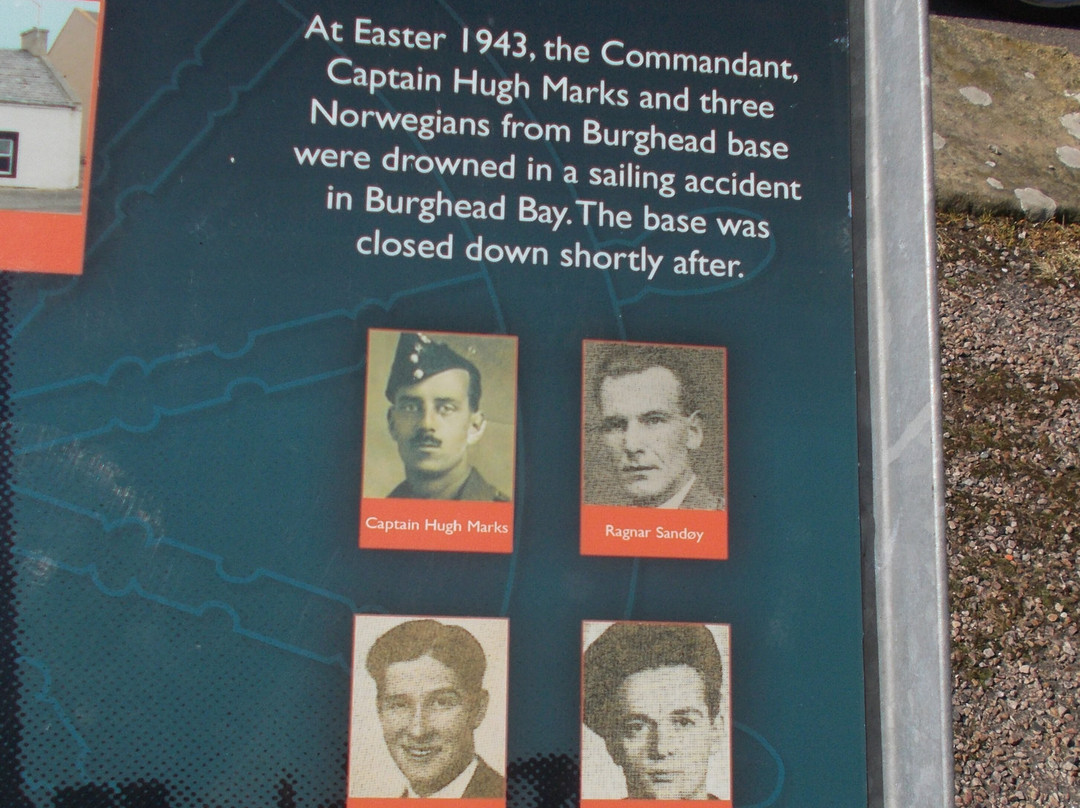 At Easter 1943, the Commandant,
Captain Hugh Marks and three
Norwegians from Burghead base
were drowned in a sailing accident
in Burghead Bay. The base was
closed down shortly after.
Captain Hugh Marks
Ragnar Sandøy